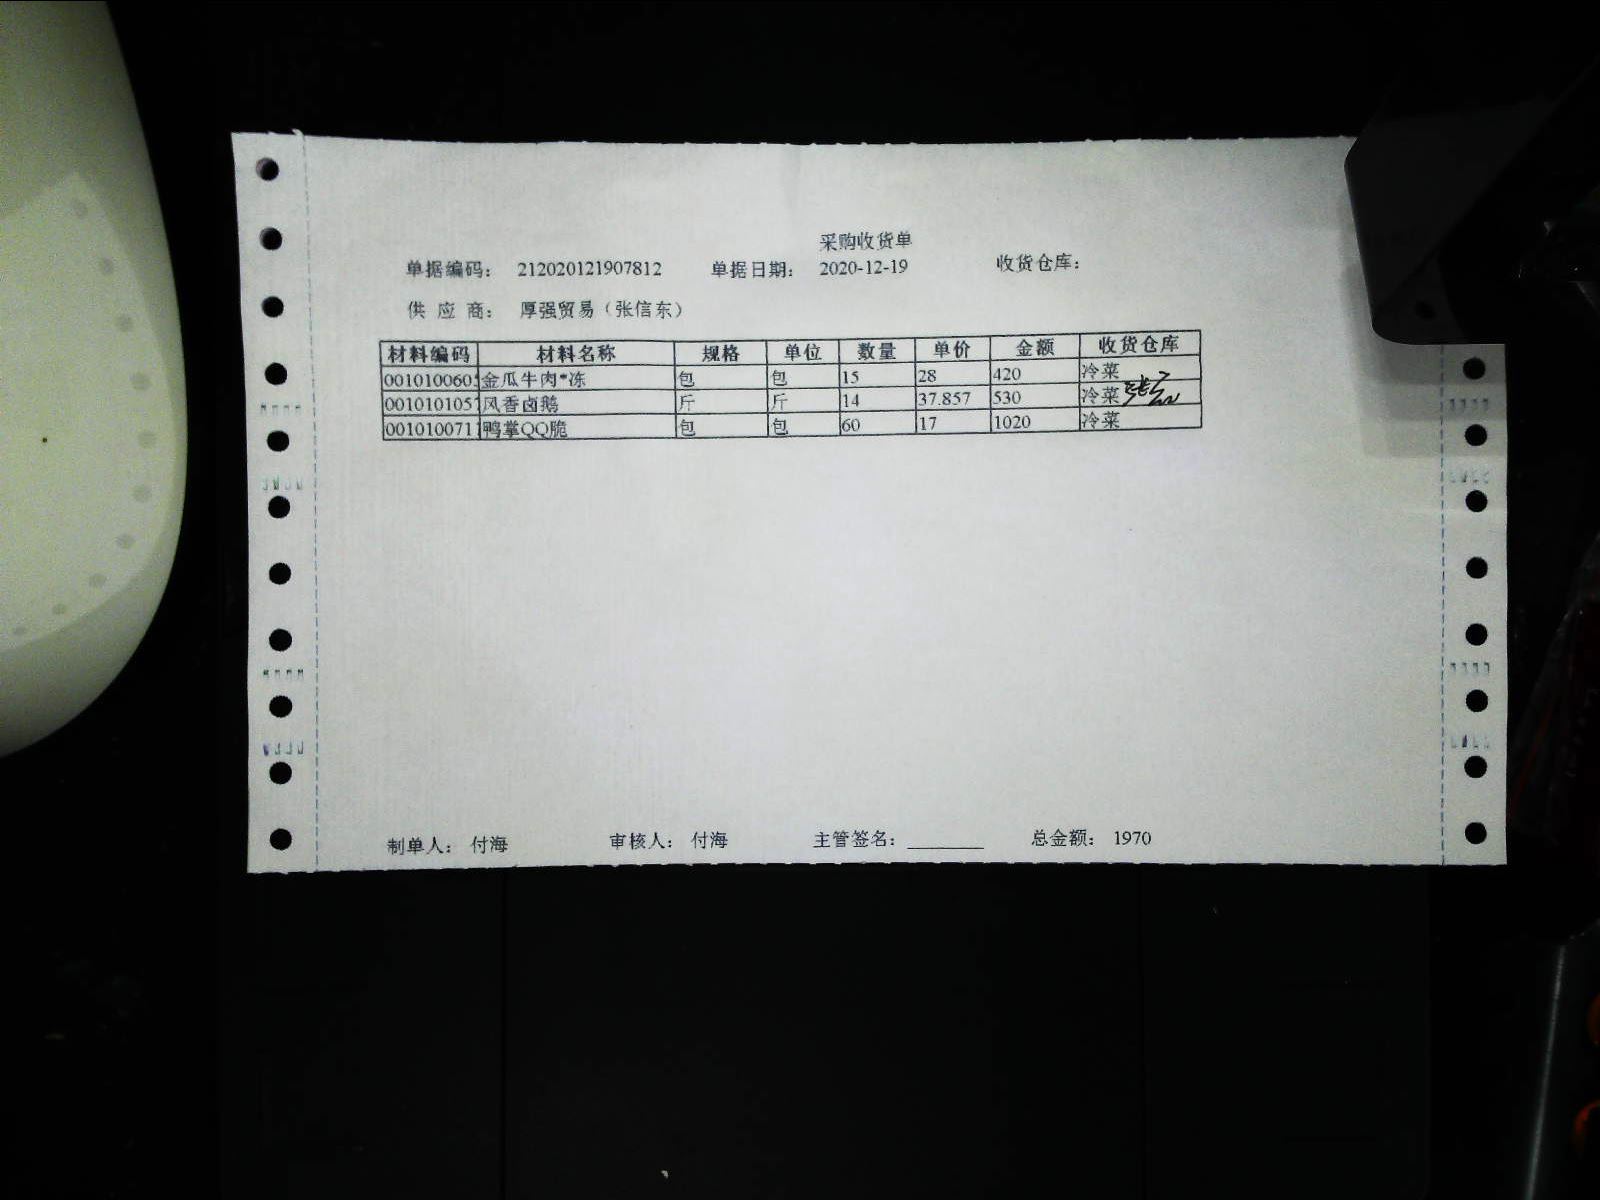 采购收货单
单据编码： 212020121907812 单据日期： 2020-12-19 收货仓库：
供 应 商： 厚强贸易（张信东）
材料编码 材料名称 规格 单位 数量 单价 金额 收货仓库
0010100605 金瓜牛肉*冻 包 包 15 28 420 冷菜
0010101057 风香卤鹅 斤 斤 14 37.857 530 冷菜
0010100711 鸭掌QQ脆 包 包 60 17 1020 冷菜
制单人： 付海 审核人： 付海 主管签名： ________ 总金额： 1970